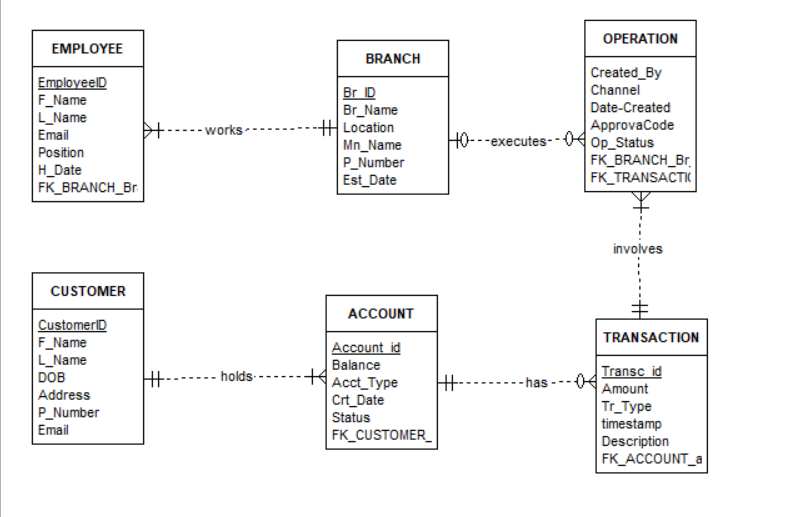 EMPLOYEE
EmployeeID
F_Name
L_Name
Email
Position
H_Date
FK_BRANCH_Br
works
BRANCH
Br_ID
Br_Name
Location
Mn_Name
P_Number
Est_Date
executes
OPERATION
Created_By
Channel
Date-Created
ApprovaCode
Op_Status
FK_BRANCH_Br_
FK_TRANSACTI
involves
CUSTOMER
CustomerID
F_Name
L_Name
DOB
Address
P_Number
Email
holds
ACCOUNT
Account_id
Balance
Acct_Type
Crt_Date
Status
FK_CUSTOMER_
has
TRANSACTION
Transc_id
Amount
Tr_Type
timestamp
Description
FK_ACCOUNT_a